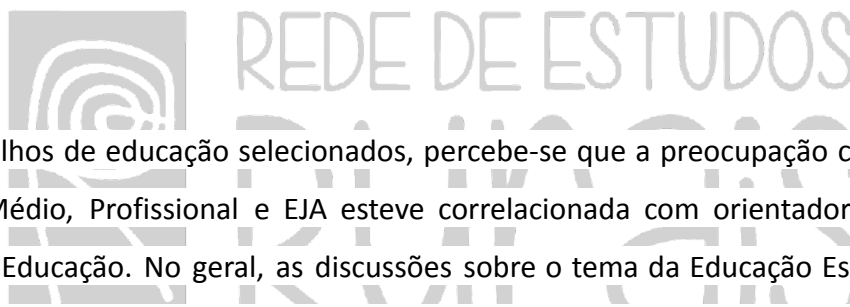 REDE DE ESTUDOS
lhos de educação selecionados, percebe-se que a preocupação c
Médio, Profissional e EJA esteve correlacionada com orientador
Educação. No geral, as discussões sobre o tema da Educação Es